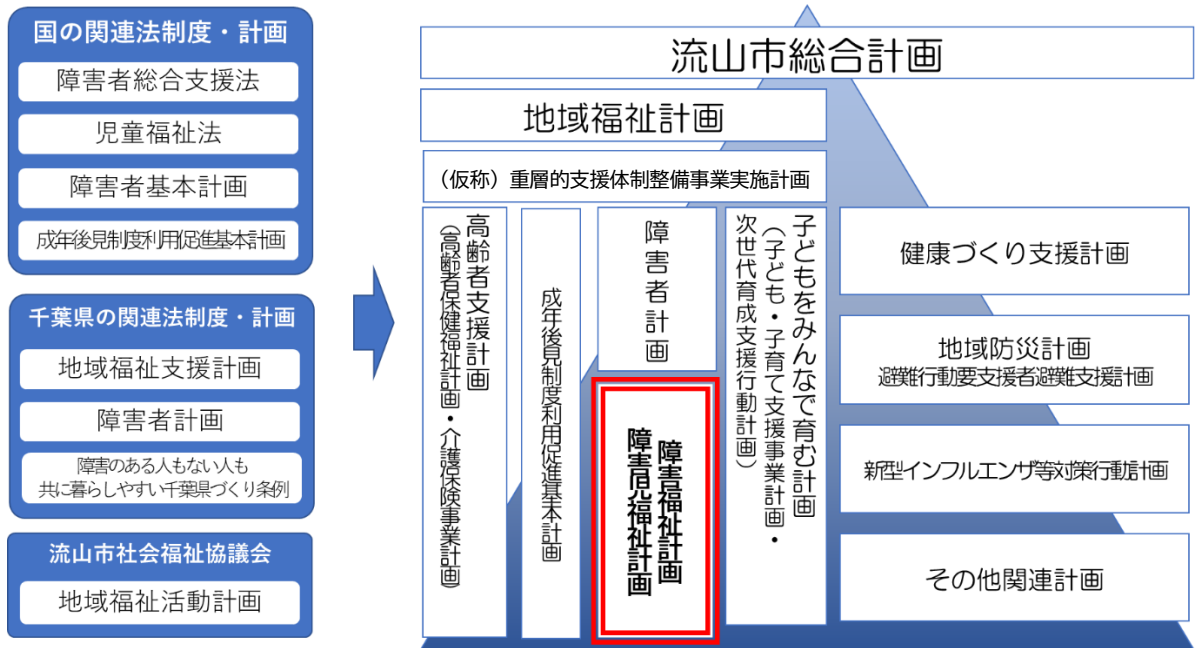 国の関連法制度・計画
障害者総合支援法
児童福祉法
障害者基本計画
成年後見制度利用促進基本計画
千葉県の関連法制度・計画
地域福祉支援計画
障害者計画
障害のある人もない人も
共に暮らしやすい千葉県づくり条例
流山市社会福祉協議会
地域福祉活動計画
流山市総合計画
地域福祉計画
（仮称）重層的支援体制整備事業実施計画
高齢者支援計画
（高齢者保健福祉計画・介護保険事業計画）
成年後見制度利用促進基本計画
障害者計画
障害福祉計画
障害児福祉計画
子どもをみんなで育む計画
（子ども・子育て支援事業計画・
次世代育成支援行動計画）
健康づくり支援計画
地域防災計画
避難行動要支援者避難支援計画
新型インフルエンザ等対策行動計画
その他関連計画